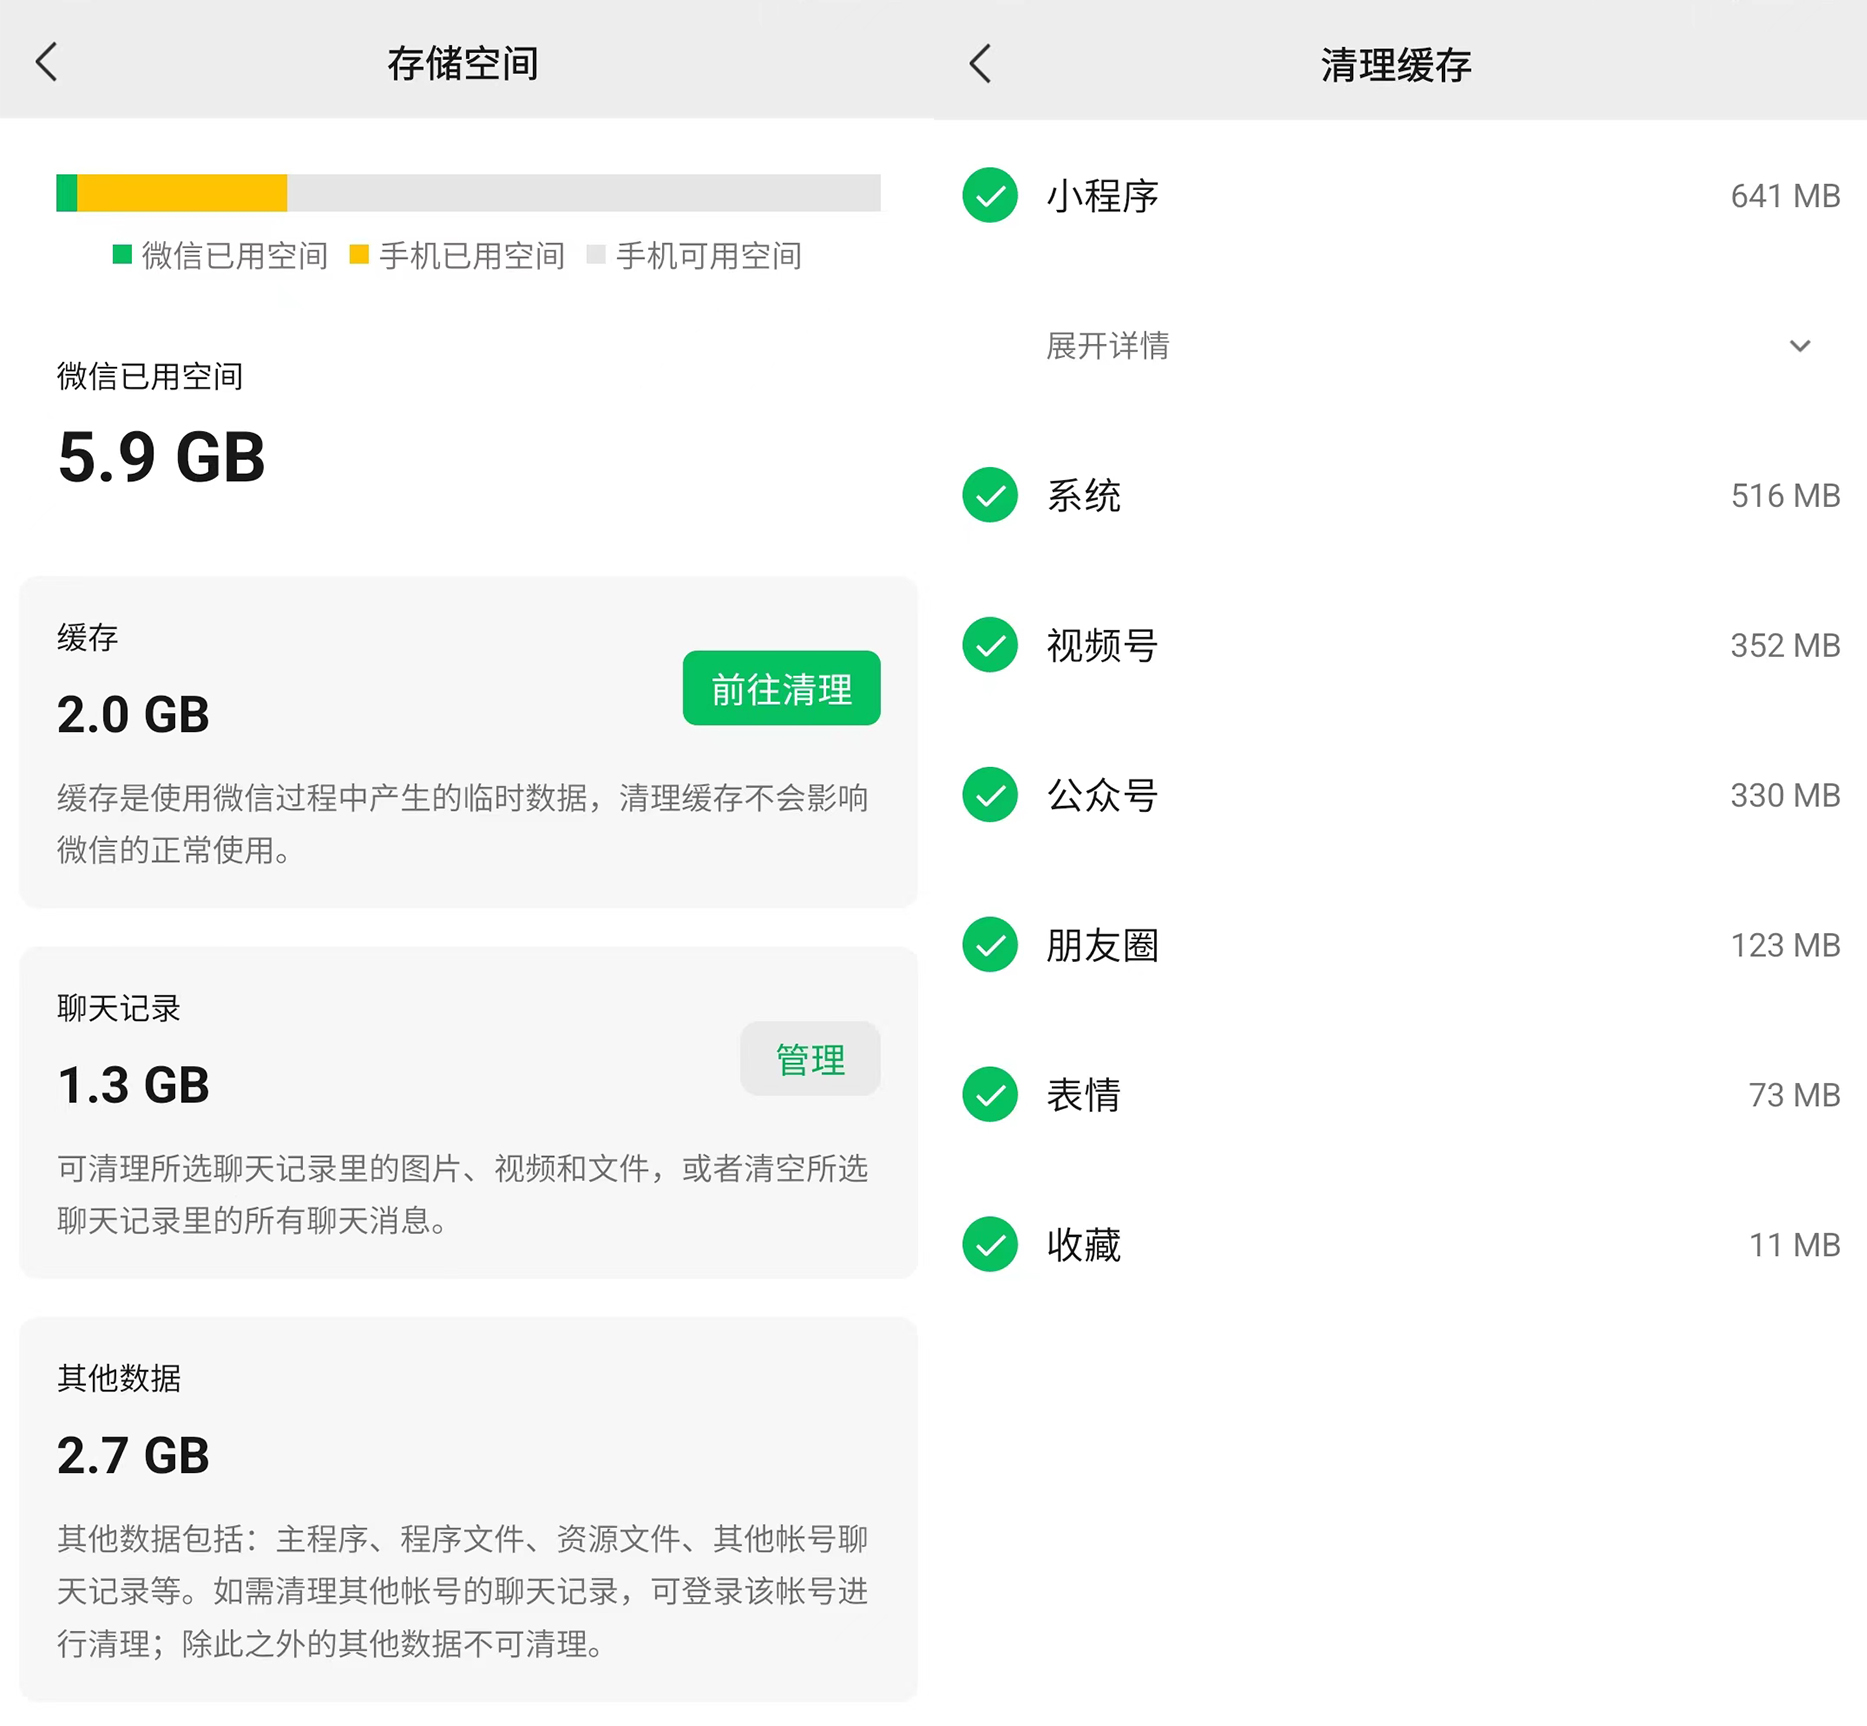 存储空间
微信已用空间 手机已用空间 手机可用空间
微信已用空间
5.9 GB
缓存
前往清理
2.0 GB
缓存是使用微信过程中产生的临时数据，清理缓存不会影响
微信的正常使用。
聊天记录
管理
1.3 GB
可清理所选聊天记录里的图片、视频和文件，或者清空所选
聊天记录里的所有聊天消息。
其他数据
2.7 GB
其他数据包括：主程序、程序文件、资源文件、其他帐号聊
天记录等。如需清理其他帐号的聊天记录，可登录该帐号进
行清理；除此之外的其他数据不可清理。
清理缓存
小程序 641 MB
展开详情
系统 516 MB
视频号 352 MB
公众号 330 MB
朋友圈 123 MB
表情 73 MB
收藏 11 MB